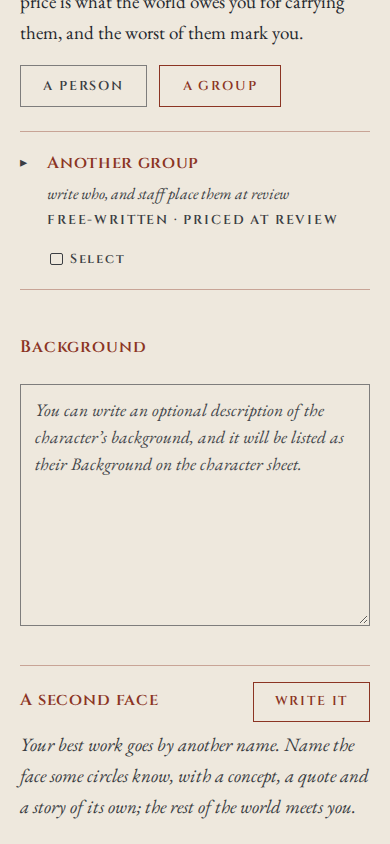 price is what the world owes you for carrying
them, and the worst of them mark you.
A PERSON
A GROUP
ANOTHER GROUP
write who, and staff place them at review
FREE-WRITTEN · PRICED AT REVIEW
SELECT
BACKGROUND
You can write an optional description of the
character’s background, and it will be listed as
their Background on the character sheet.
A SECOND FACE
WRITE IT
Your best work goes by another name. Name the
face some circles know, with a concept, a quote and
a story of its own; the rest of the world meets you.